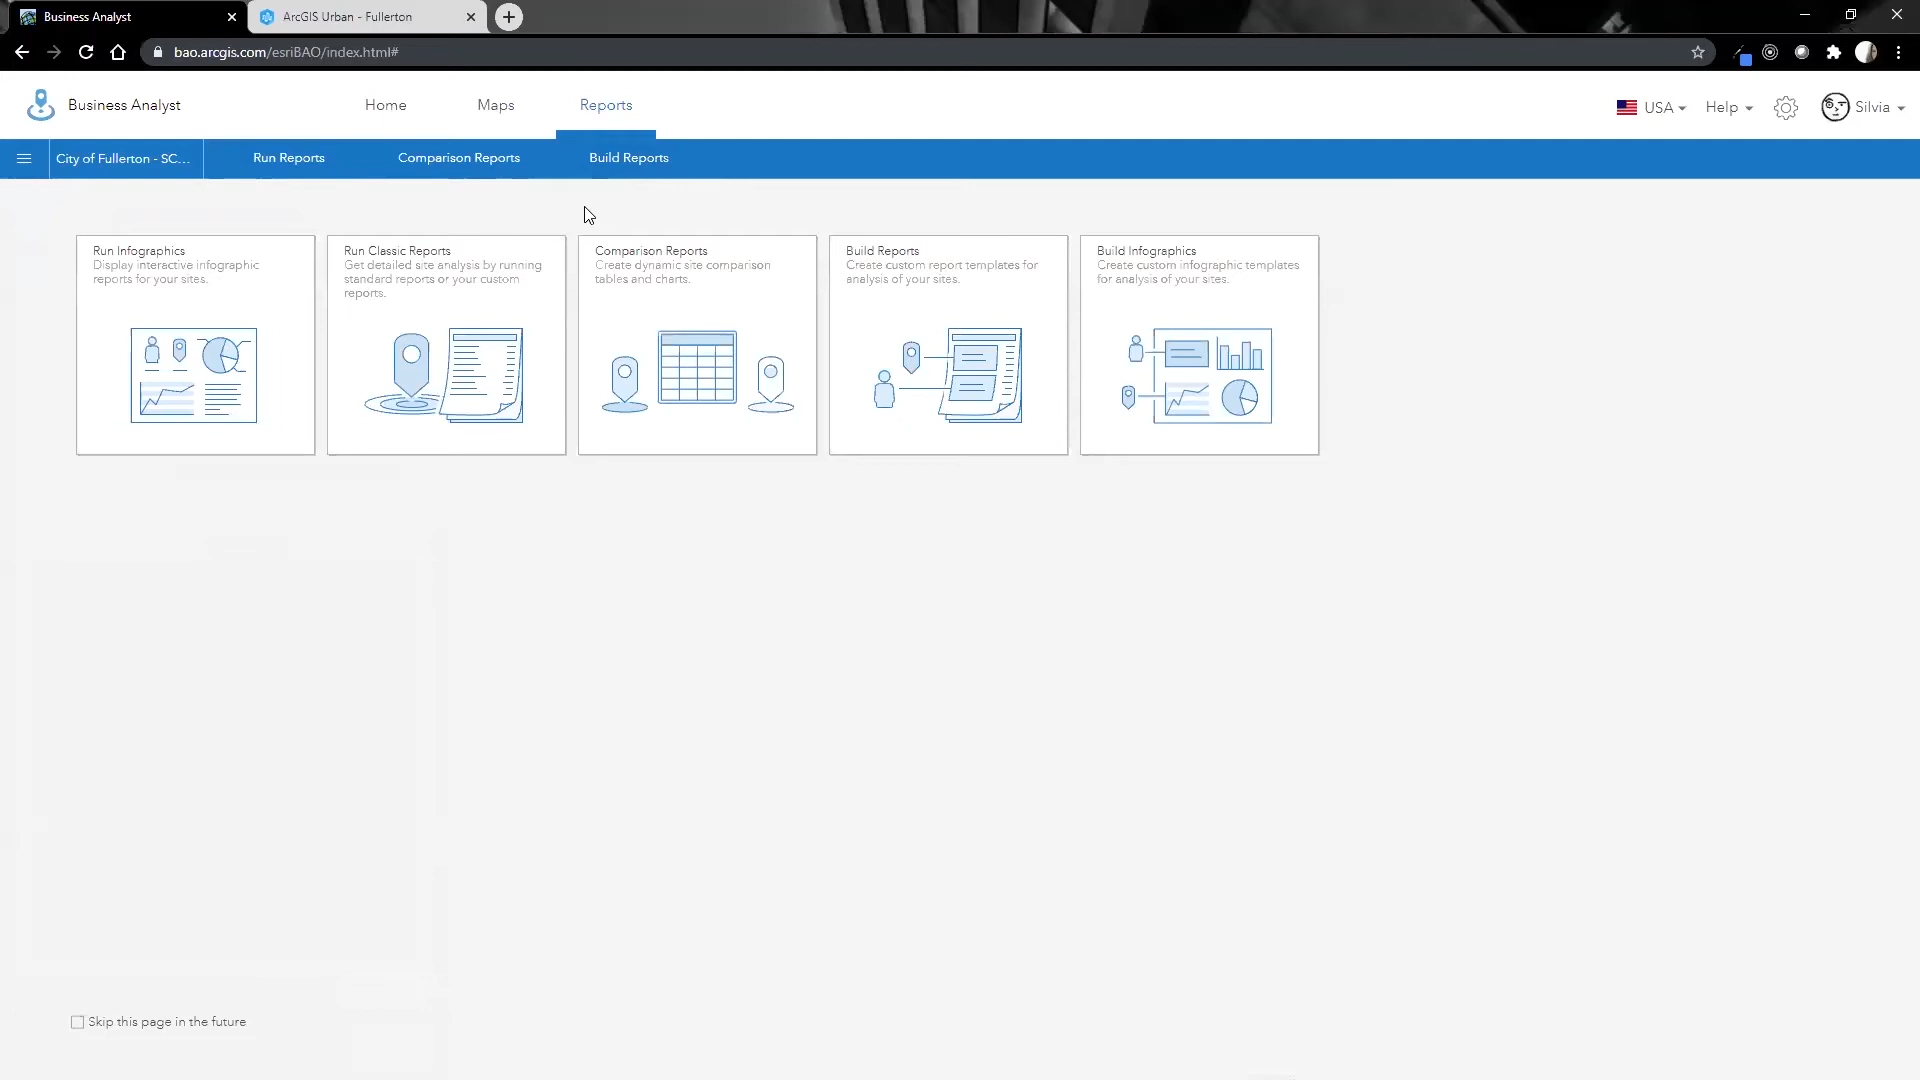 Business Analyst
ArcGIS Urban - Fullerton
bao.arcgis.com/esriBAO/index.html#
Business Analyst
Home
Maps
Reports
USA
Help
Silvia
City of Fullerton - SC...
Run Reports
Comparison Reports
Build Reports
Run Infographics
Display interactive infographic
reports for your sites.
Run Classic Reports
Get detailed site analysis by running
standard reports or your custom
reports.
Comparison Reports
Create dynamic site comparison
tables and charts.
Build Reports
Create custom report templates for
analysis of your sites.
Build Infographics
Create custom infographic templates
for analysis of your sites.
Skip this page in the future